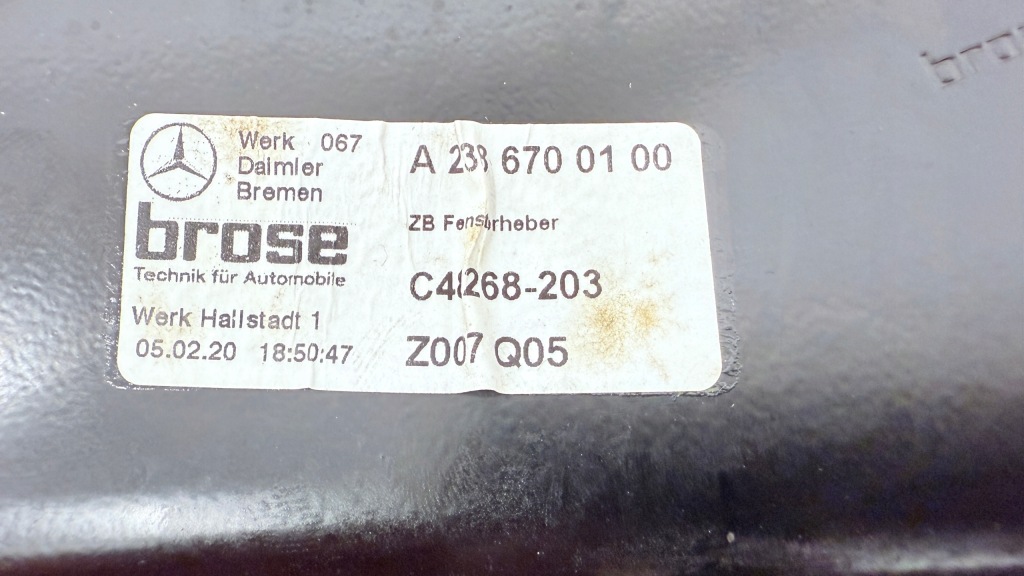 Werk 067
Daimler
Bremen
brose
Technik für Automobile
Werk Hallstadt 1
05.02.20 18:50:47
A 238 670 01 00
ZB Fensterheber
C48268-203
Z007 Q05